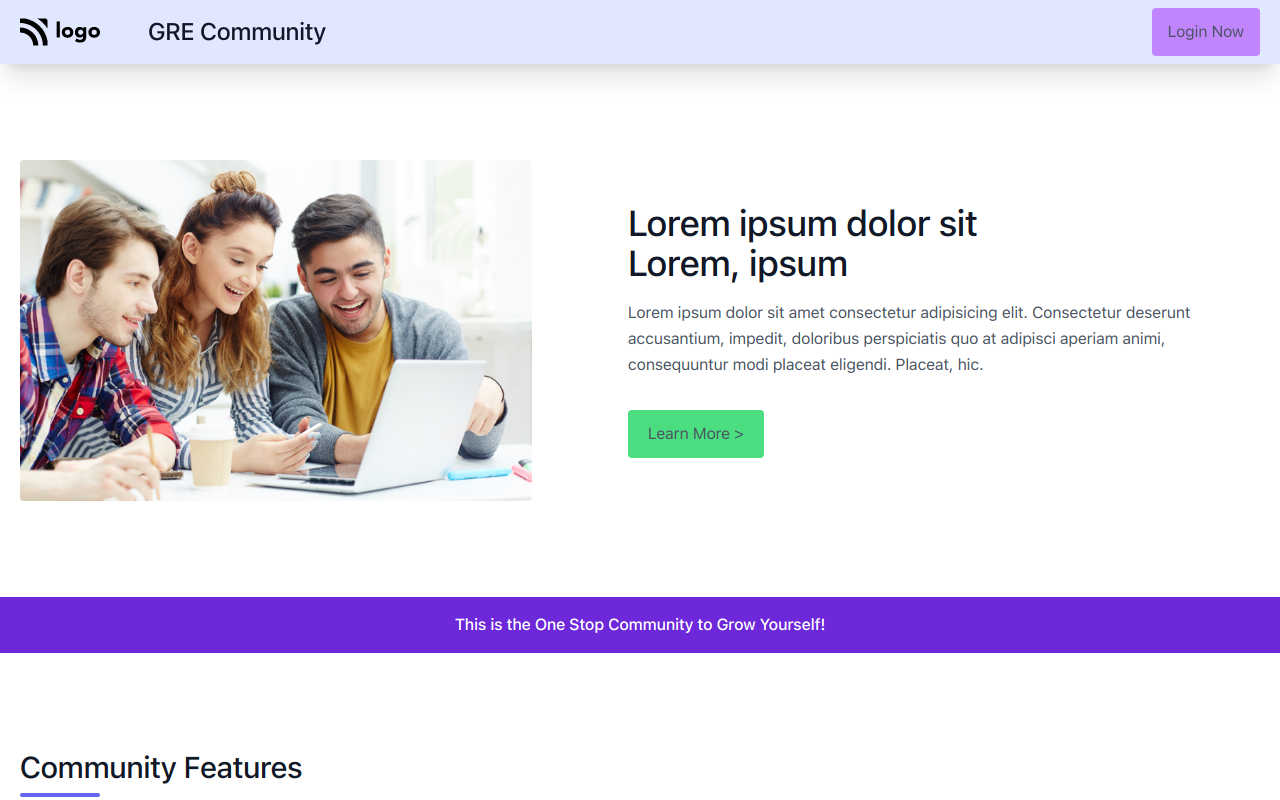 logo
GRE Community
Login Now
Lorem ipsum dolor sit
Lorem, ipsum
Lorem ipsum dolor sit amet consectetur adipisicing elit. Consectetur deserunt
accusantium, impedit, doloribus perspiciatis quo at adipisci aperiam animi,
consequuntur modi placeat eligendi. Placeat, hic.
Learn More >
This is the One Stop Community to Grow Yourself!
Community Features